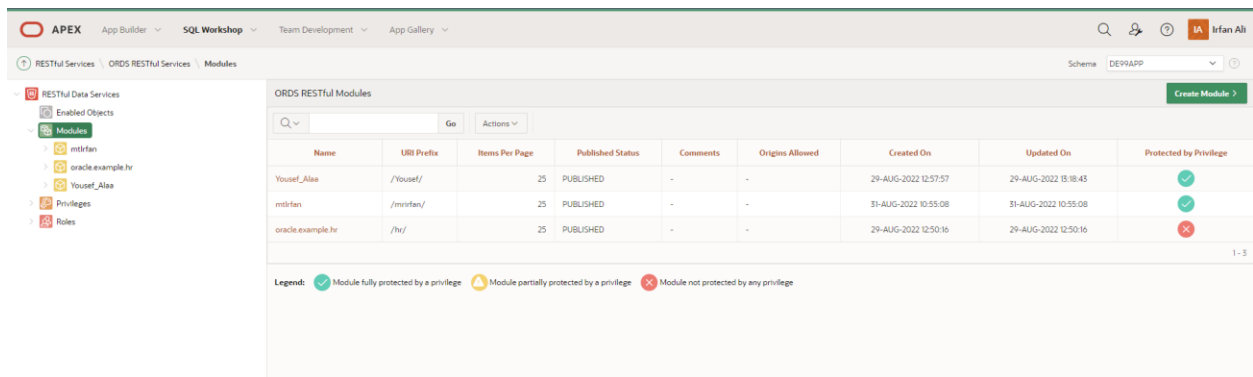 APEX App Builder SQL Workshop Team Development App Gallery IA Irfan Ali
RESTful Services \ ORDS RESTful Services \ Modules Schema DE99APP
RESTful Data Services
Enabled Objects
Modules
mtlrfan
oracle.example.hr
Yousef_Alaa
Privileges
Roles
ORDS RESTful Modules Create Module >
Go Actions
Name URI Prefix Items Per Page Published Status Comments Origins Allowed Created On Updated On Protected by Privilege
Yousef_Alaa /Yousef/ 25 PUBLISHED - - 29-AUG-2022 12:57:57 29-AUG-2022 13:18:43
mtlrfan /mrirfan/ 25 PUBLISHED - - 31-AUG-2022 10:55:08 31-AUG-2022 10:55:08
oracle.example.hr /hr/ 25 PUBLISHED - - 29-AUG-2022 12:50:16 29-AUG-2022 12:50:16
1 - 3
Legend: Module fully protected by a privilege Module partially protected by a privilege Module not protected by any privilege